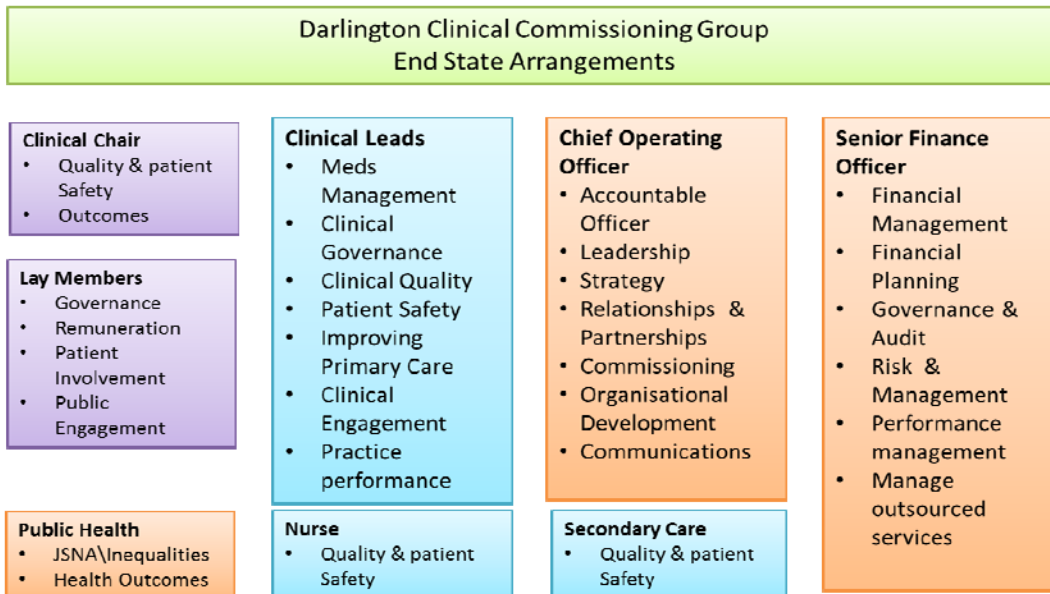 Darlington Clinical Commissioning Group
End State Arrangements
Clinical Chair
• Quality & patient
Safety
• Outcomes
Lay Members
• Governance
• Remuneration
• Patient
Involvement
• Public
Engagement
Public Health
• JSNA\Inequalities
• Health Outcomes
Clinical Leads
• Meds
Management
• Clinical
Governance
• Clinical Quality
• Patient Safety
• Improving
Primary Care
• Clinical
Engagement
• Practice
performance
Nurse
• Quality & patient
Safety
Chief Operating
Officer
• Accountable
Officer
• Leadership
• Strategy
• Relationships &
Partnerships
• Commissioning
• Organisational
Development
• Communications
Secondary Care
• Quality & patient
Safety
Senior Finance
Officer
• Financial
Management
• Financial
Planning
• Governance &
Audit
• Risk &
Management
• Performance
management
• Manage
outsourced
services